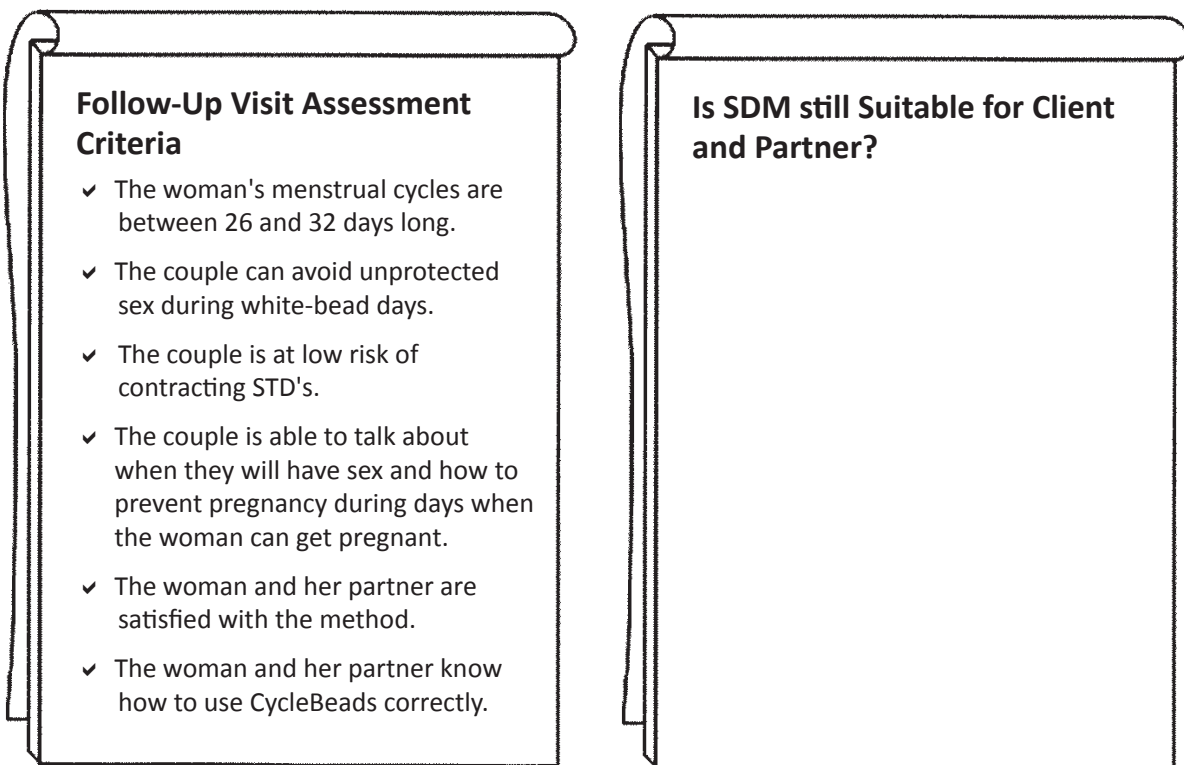 Follow-Up Visit Assessment
Criteria
✓ The woman's menstrual cycles are
between 26 and 32 days long.
✓ The couple can avoid unprotected
sex during white-bead days.
✓ The couple is at low risk of
contracting STD's.
✓ The couple is able to talk about
when they will have sex and how to
prevent pregnancy during days when
the woman can get pregnant.
✓ The woman and her partner are
satisfied with the method.
✓ The woman and her partner know
how to use CycleBeads correctly.
Is SDM still Suitable for Client
and Partner?